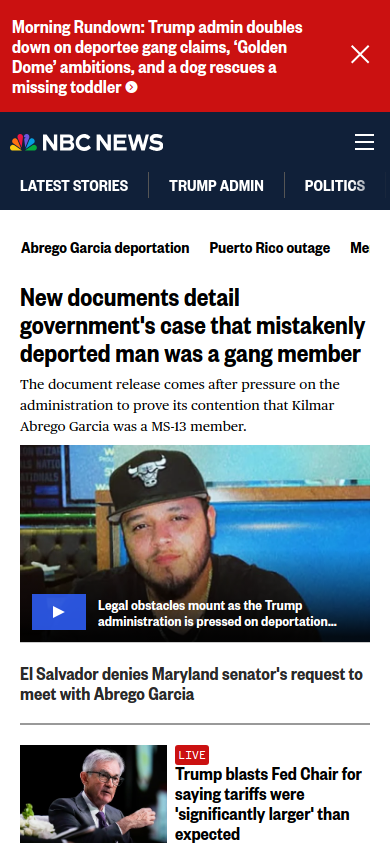 Morning Rundown: Trump admin doubles
down on deportee gang claims, ‘Golden
Dome’ ambitions, and a dog rescues a
missing toddler
NBC NEWS
LATEST STORIES
TRUMP ADMIN
POLITICS
Abrego Garcia deportation
Puerto Rico outage
Me
New documents detail
government's case that mistakenly
deported man was a gang member
The document release comes after pressure on the
administration to prove its contention that Kilmar
Abrego Garcia was a MS-13 member.
Legal obstacles mount as the Trump
administration is pressed on deportation...
El Salvador denies Maryland senator's request to
meet with Abrego Garcia
LIVE
Trump blasts Fed Chair for
saying tariffs were
'significantly larger' than
expected